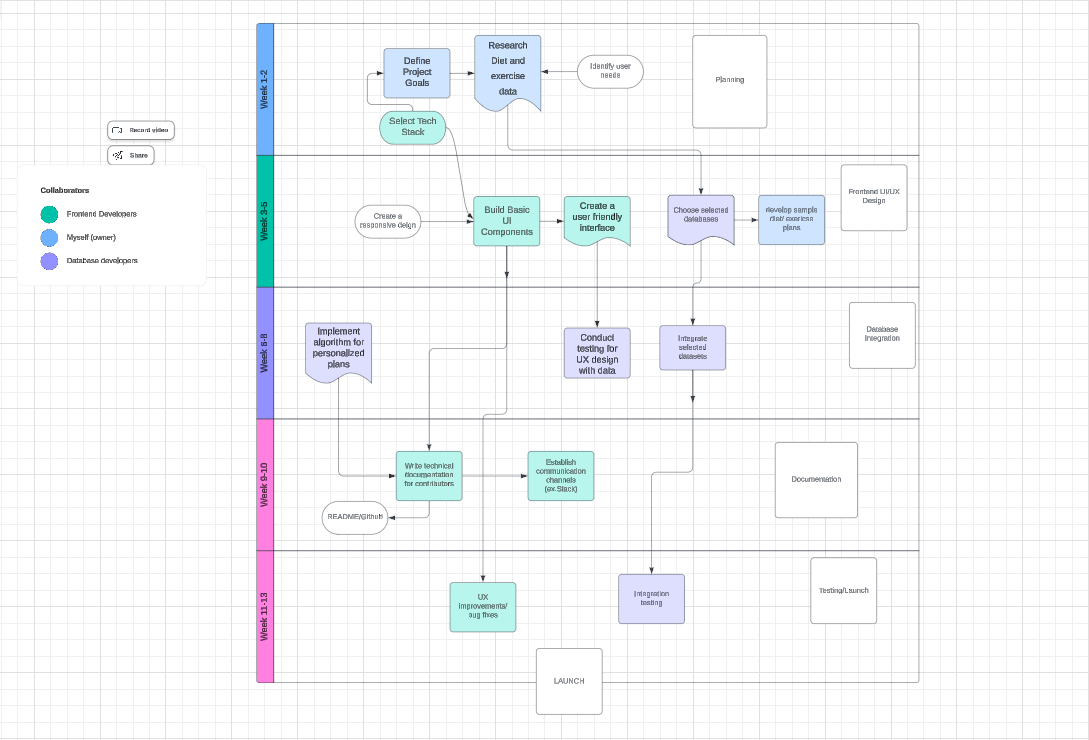 Record video
Share
Collaborators
Frontend Developers
Myself (owner)
Database developers
Week 1-2
Define
Project
Goals
Research
Diet and
exercise
data
Identify user
needs
Select Tech
Stack
Planning
Week 3-5
Create a
responsive deign
Build Basic
UI
Components
Create a
user friendly
interface
Choose selected
databases
develop sample
diet/ exericse
plans
Frontend UI/UX
Design
Week 6-8
Implement
algorithm for
personalized
plans
Conduct
testing for
UX design
with data
Integrate
selected
datasets
Database
Integration
Week 9-10
Write technical
documentation
for contributors
Establish
communication
channels
(ex.Slack)
README/Github
Documentation
Week 11-13
UX
improvements/
bug fixes
Integration
testing
Testing/Launch
LAUNCH